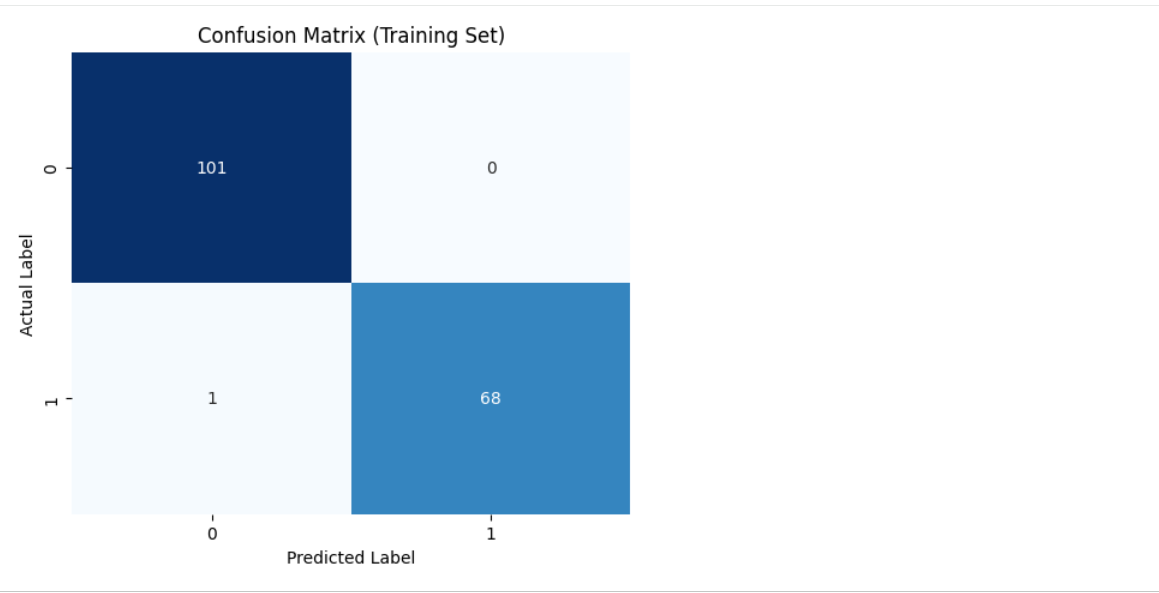 Confusion Matrix (Training Set)
Actual Label
0
101
0
1
1
68
0
1
Predicted Label